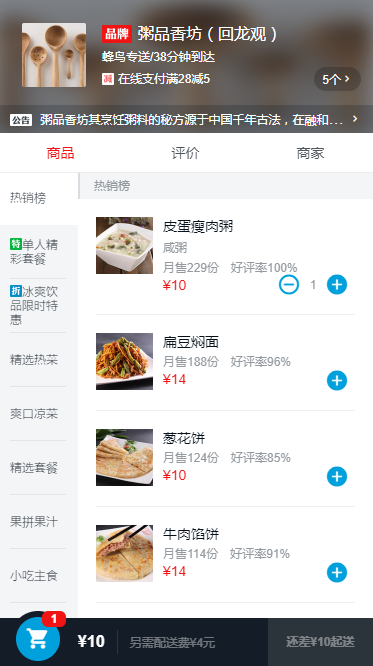 品牌 粥品香坊（回龙观）
蜂鸟专送/38分钟到达
减 在线支付满28减5
5个 >
公告 粥品香坊其烹饪粥料的秘方源于中国千年古法，在融和... >
商品 评价 商家
热销榜
特 单人精彩套餐
折 冰爽饮品限时特惠
精选热菜
爽口凉菜
精选套餐
果拼果汁
小吃主食
热销榜
皮蛋瘦肉粥
咸粥
月售229份 好评率100%
¥10
1
扁豆焖面
月售188份 好评率96%
¥14
葱花饼
月售124份 好评率85%
¥10
牛肉馅饼
月售114份 好评率91%
¥14
1
¥10 另需配送费¥4元 还差¥10起送